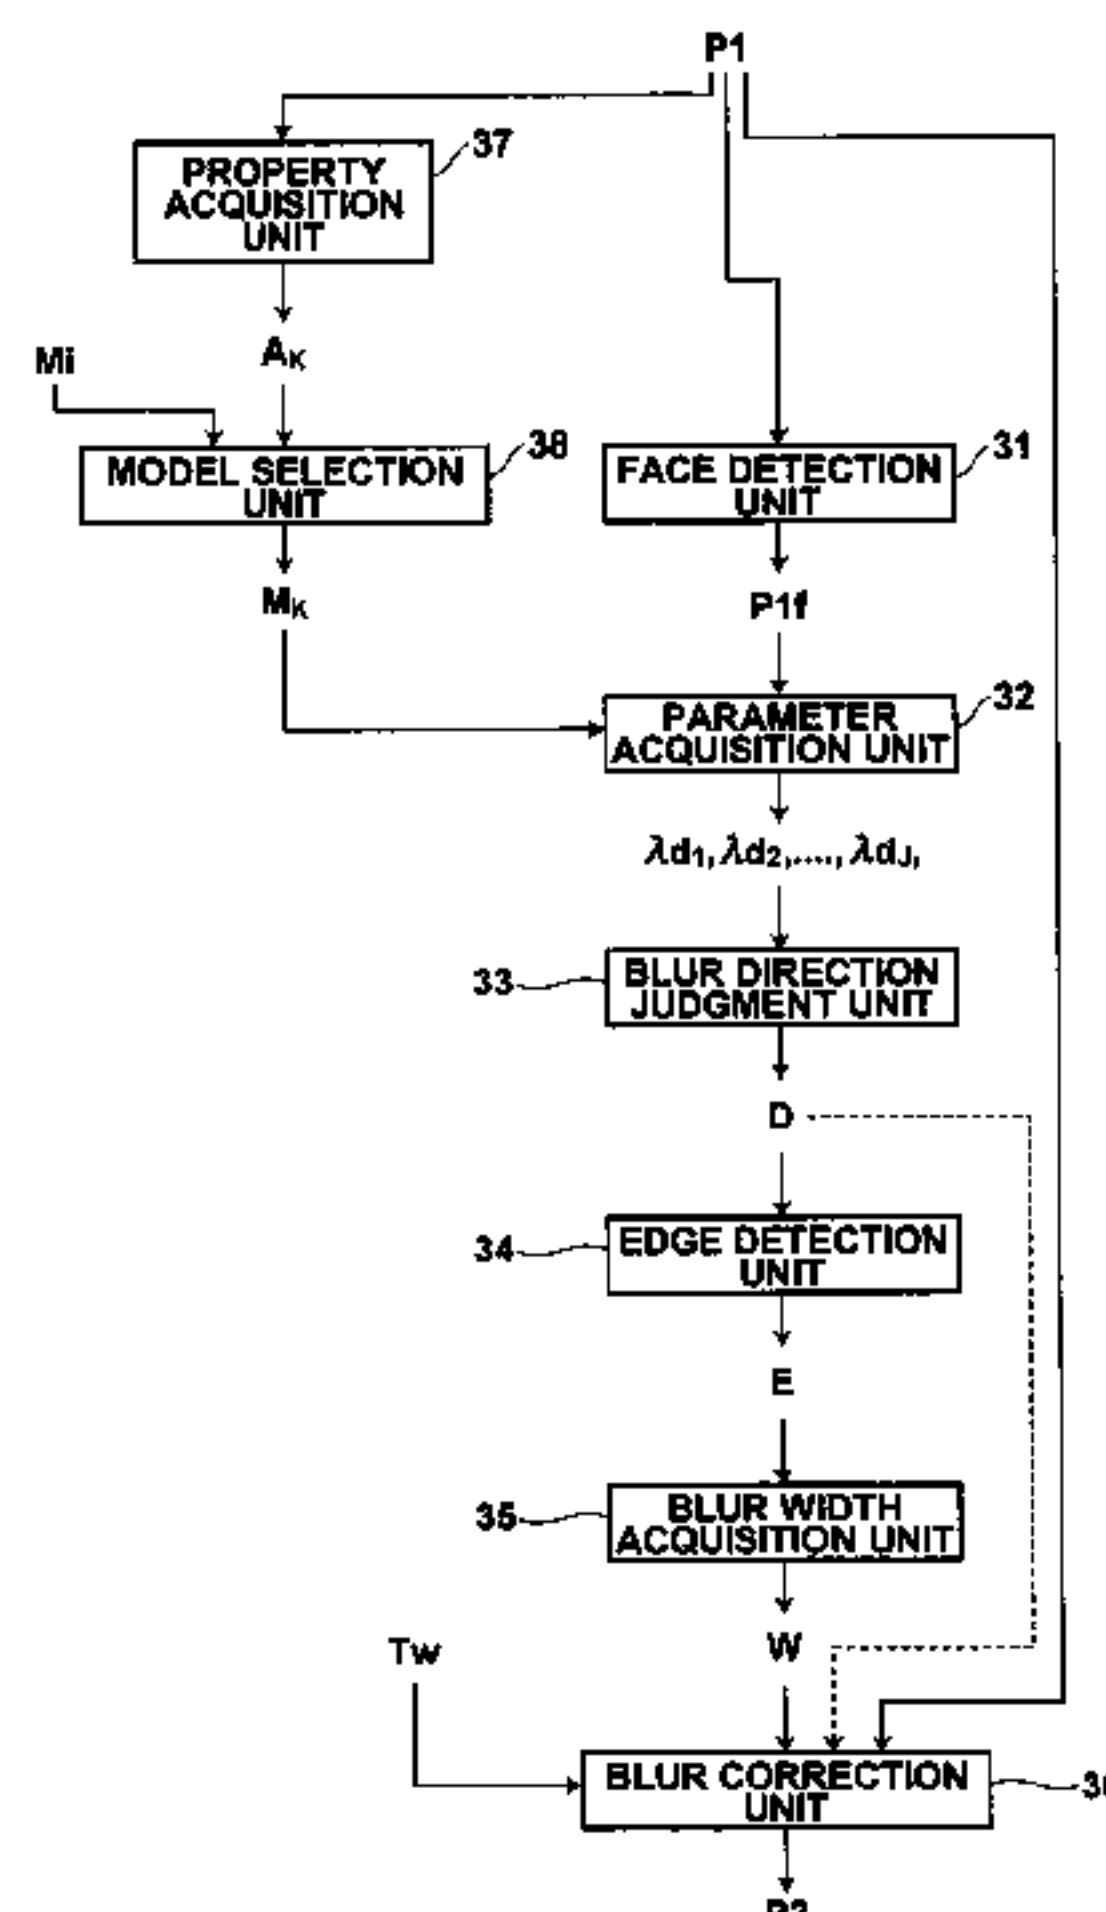 P1
37
PROPERTY
ACQUISITION
UNIT
Mi
AK
38
MODEL SELECTION
UNIT
31
FACE DETECTION
UNIT
MK
P1f
32
PARAMETER
ACQUISITION UNIT
λd1, λd2,...., λdJ,
33
BLUR DIRECTION
JUDGMENT UNIT
D
34
EDGE DETECTION
UNIT
E
35
BLUR WIDTH
ACQUISITION UNIT
Tw
W
BLUR CORRECTION
UNIT